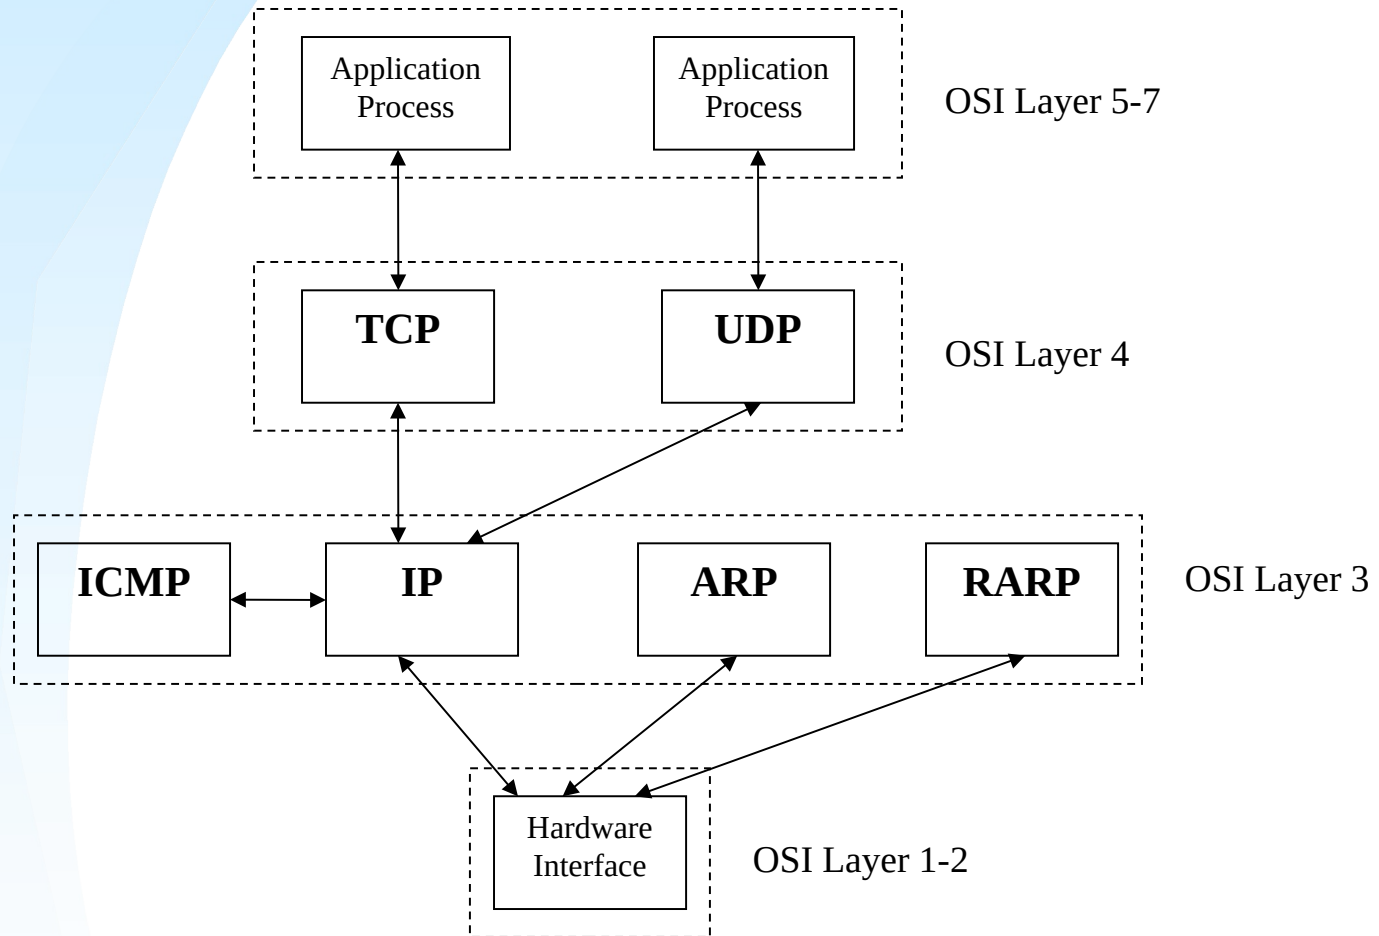 Application
Process
Application
Process
OSI Layer 5-7
TCP
UDP
OSI Layer 4
ICMP
IP
ARP
RARP
OSI Layer 3
Hardware
Interface
OSI Layer 1-2